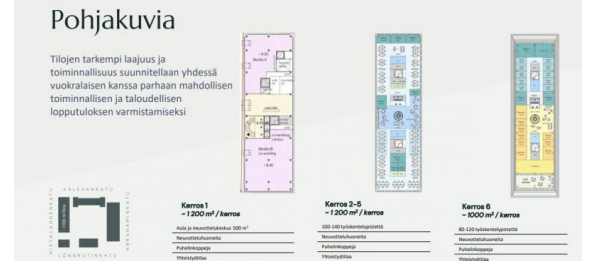 Pohjakuvia
Tilojen tarkempi laajuus ja
toiminnallisuus suunnitellaan yhdessä
vuokralaisen kanssa parhaan mahdollisen
toiminnallisen ja taloudellisen
lopputuloksen varmistamiseksi
KALEVANKATU
HIETALAHDENKATU
ABRAHAMINKATU
LÖNNROTINKATU
Kerros 1
~ 1 200 m² / kerros
Aula ja neuvottelukeskus 500 m²
Neuvotteluhuoneita
Puhelinkoppeja
Yhteistyötilaa
Kerros 2–5
~ 1 200 m² / kerros
100-140 työskentelypistettä
Neuvotteluhuoneita
Puhelinkoppeja
Yhteistyötilaa
Kerros 6
~ 1000 m² / kerros
80-120 työskentelypistettä
Neuvotteluhuoneita
Puhelinkoppeja
Yhteistyötilaa